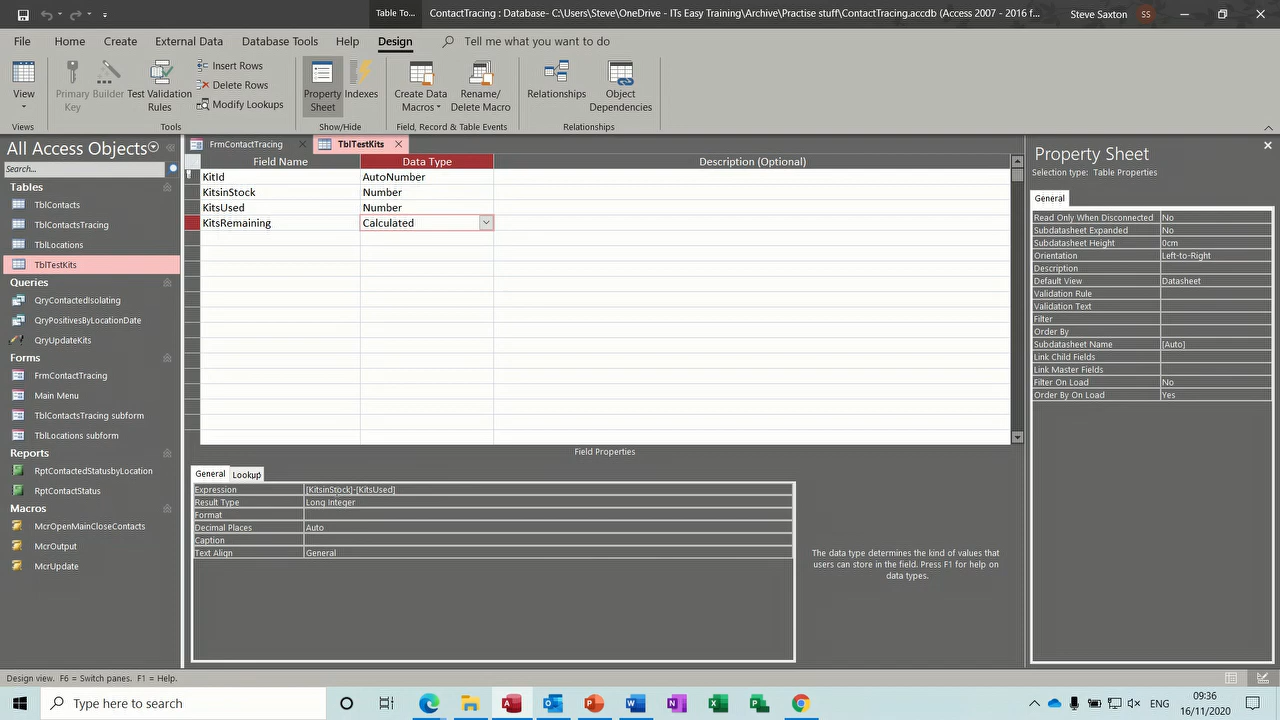 Table To...
ContactTracing : Database- C:\Users\Steve\OneDrive - ITs Easy Training\Archive\Practise stuff\ContactTracing.accdb (Access 2007 - 2016 f...
Steve Saxton
SS
File
Home
Create
External Data
Database Tools
Help
Design
Tell me what you want to do
View
Primary Key
Builder
Test Validation Rules
Insert Rows
Delete Rows
Modify Lookups
Property Sheet
Indexes
Create Data Macros
Rename/ Delete Macro
Relationships
Object Dependencies
Views
Tools
Show/Hide
Field, Record & Table Events
Relationships
All Access Objects
Search...
Tables
TblContacts
TblContactsTracing
TblLocations
TblTestKits
Queries
QryContactedIsolating
QryPositivesByLocationDate
QryUpdateKits
Forms
FrmContactTracing
Main Menu
TblContactsTracing subform
TblLocations subform
Reports
RptContactedStatusbyLocation
RptContactStatus
Macros
McrOpenMainCloseContacts
McrOutput
McrUpdate
FrmContactTracing
TblTestKits
Field Name Data Type Description (Optional)
KitId AutoNumber
KitsinStock Number
KitsUsed Number
KitsRemaining Calculated
Field Properties
General Lookup
Expression [KitsinStock]-[KitsUsed]
Result Type Long Integer
Format
Decimal Places Auto
Caption
Text Align General
The data type determines the kind of values that
users can store in the field. Press F1 for help on
data types.
Property Sheet
Selection type: Table Properties
General
Read Only When Disconnected No
Subdatasheet Expanded No
Subdatasheet Height 0cm
Orientation Left-to-Right
Description
Default View Datasheet
Validation Rule
Validation Text
Filter
Order By
Subdatasheet Name [Auto]
Link Child Fields
Link Master Fields
Filter On Load No
Order By On Load Yes
Design view. F6 = Switch panes. F1 = Help.
Type here to search
ENG
09:36
16/11/2020